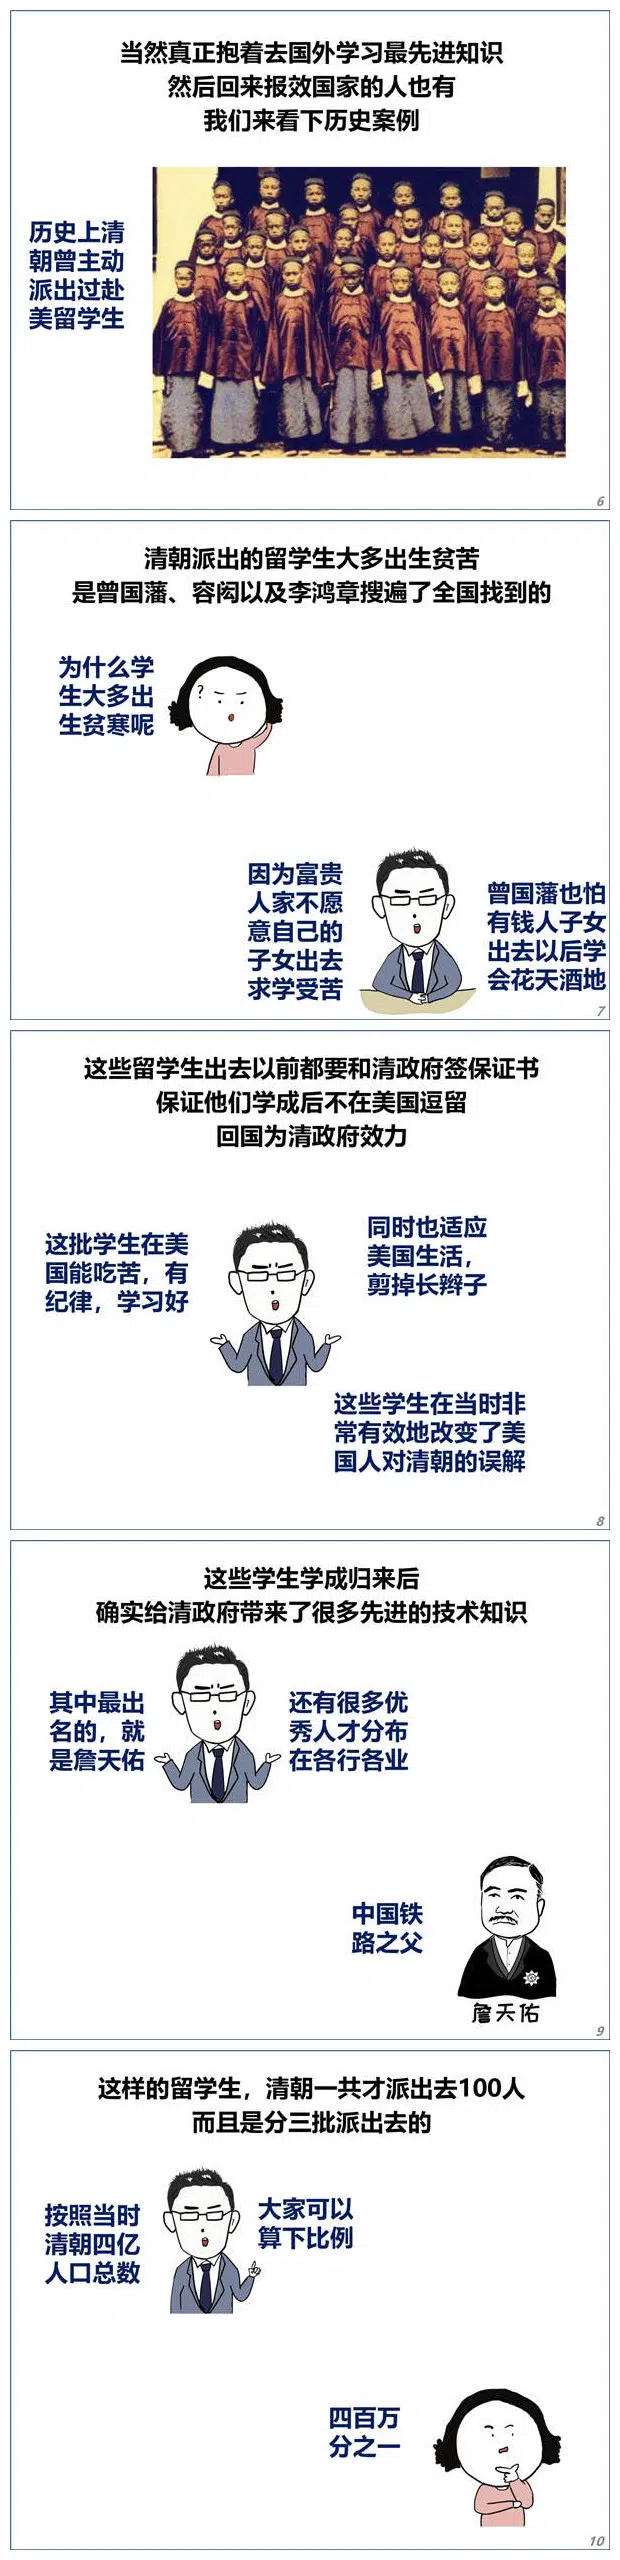 当然真正抱着去国外学习最先进知识
然后回来报效国家的人也有
我们来看下历史案例
历史上清
朝曾主动
派出过赴
美留学生
6
清朝派出的留学生大多出生贫苦
是曾国藩、容闳以及李鸿章搜遍了全国找到的
为什么学
生大多出
生贫寒呢
?
因为富贵
人家不愿
意自己的
子女出去
求学受苦
曾国藩也怕
有钱人子女
出去以后学
会花天酒地
7
这些留学生出去以前都要和清政府签保证书
保证他们学成后不在美国逗留
回国为清政府效力
这批学生在美
国能吃苦，有
纪律，学习好
同时也适应
美国生活，
剪掉长辫子
这些学生在当时非
常有效地改变了美
国人对清朝的误解
8
这些学生学成归来后
确实给清政府带来了很多先进的技术知识
其中最出
名的，就
是詹天佑
还有很多优
秀人才分布
在各行各业
中国铁
路之父
詹天佑
9
这样的留学生，清朝一共才派出去100人
而且是分三批派出去的
按照当时
清朝四亿
人口总数
大家可以
算下比例
四百万
分之一
10